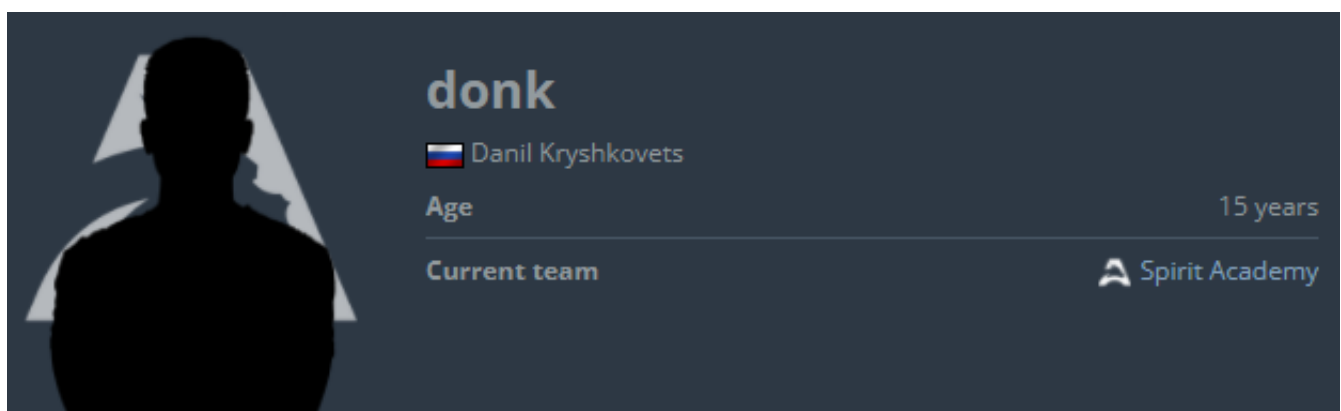 donk
Danil Kryshkovets
Age 15 years
Current team Spirit Academy